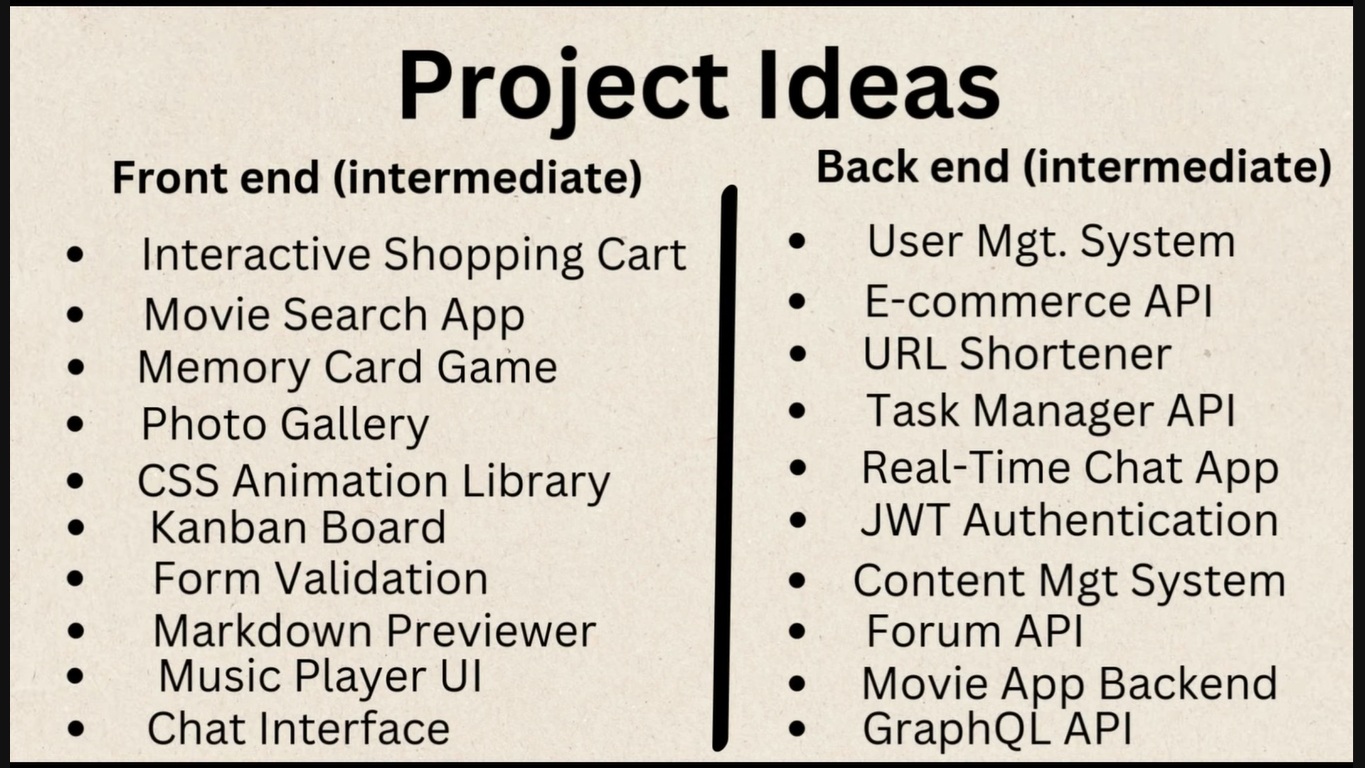 Project Ideas
Front end (intermediate)
Interactive Shopping Cart
Movie Search App
Memory Card Game
Photo Gallery
CSS Animation Library
Kanban Board
Form Validation
Markdown Previewer
Music Player UI
Chat Interface
Back end (intermediate)
User Mgt. System
E-commerce API
URL Shortener
Task Manager API
Real-Time Chat App
JWT Authentication
Content Mgt System
Forum API
Movie App Backend
GraphQL API